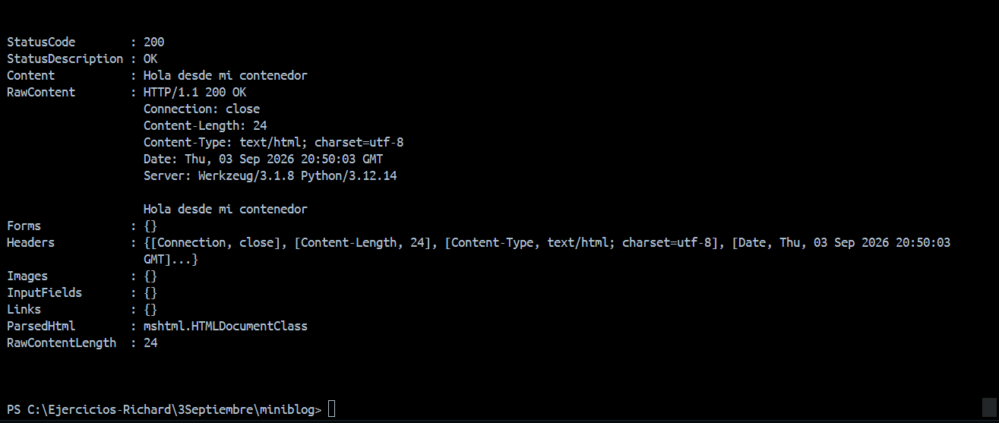 StatusCode        : 200
StatusDescription : OK
Content           : Hola desde mi contenedor
RawContent        : HTTP/1.1 200 OK
                    Connection: close
                    Content-Length: 24
                    Content-Type: text/html; charset=utf-8
                    Date: Thu, 03 Sep 2026 20:50:03 GMT
                    Server: Werkzeug/3.1.8 Python/3.12.14

                    Hola desde mi contenedor
Forms             : {}
Headers           : {[Connection, close], [Content-Length, 24], [Content-Type, text/html; charset=utf-8], [Date, Thu, 03 Sep 2026 20:50:03
                    GMT]...}
Images            : {}
InputFields       : {}
Links             : {}
ParsedHtml        : mshtml.HTMLDocumentClass
RawContentLength  : 24

PS C:\Ejercicios-Richard\3Septiembre\miniblog>